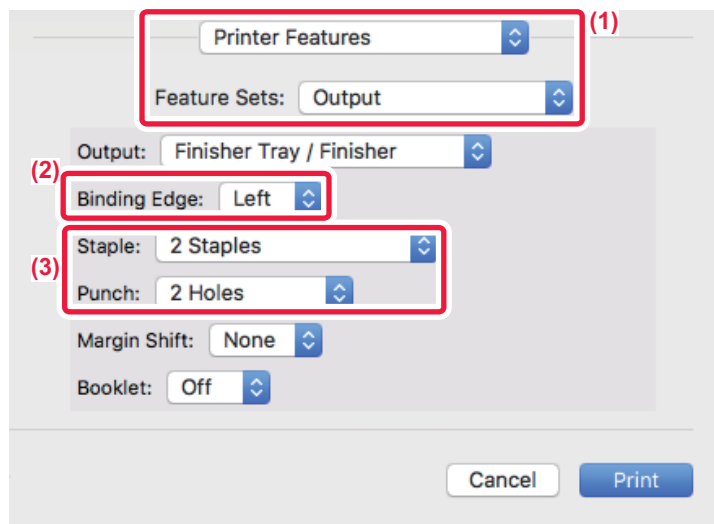 Printer Features
(1)
Feature Sets: Output
Output: Finisher Tray / Finisher
(2)
Binding Edge: Left
Staple: 2 Staples
(3)
Punch: 2 Holes
Margin Shift: None
Booklet: Off
Cancel Print